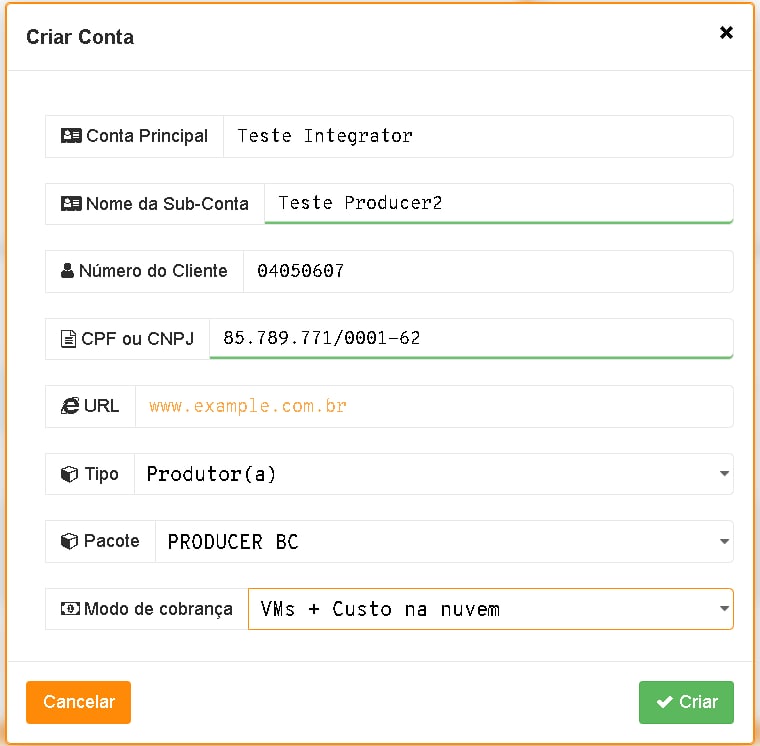 Criar Conta
Conta Principal Teste Integrator
Nome da Sub-Conta Teste Producer2
Número do Cliente 04050607
CPF ou CNPJ 85.789.771/0001-62
URL www.example.com.br
Tipo Produtor(a)
Pacote PRODUCER BC
Modo de cobrança VMs + Custo na nuvem
Cancelar Criar